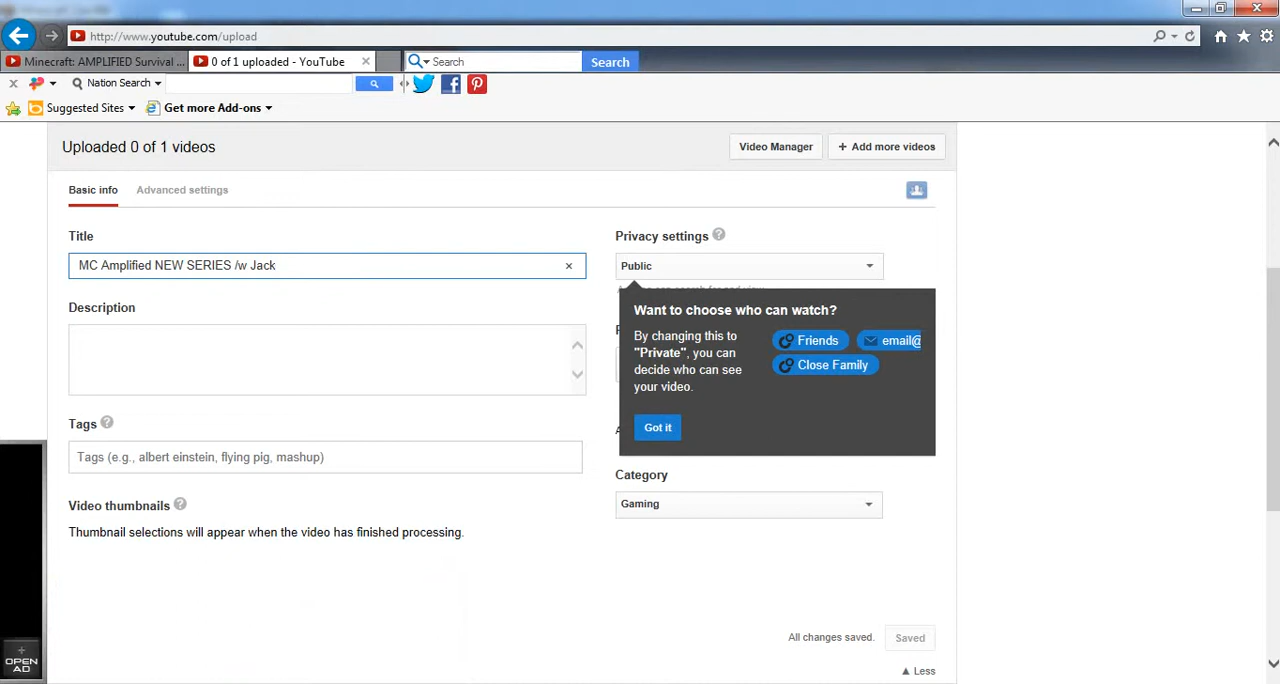 http://www.youtube.com/upload
Minecraft: AMPLIFIED Survival ...
0 of 1 uploaded - YouTube
Search
Search
Nation Search
Suggested Sites
Get more Add-ons
Uploaded 0 of 1 videos
Video Manager
+ Add more videos
Basic info
Advanced settings
Title
MC Amplified NEW SERIES /w Jack
Description
Tags
Tags (e.g., albert einstein, flying pig, mashup)
Video thumbnails
Thumbnail selections will appear when the video has finished processing.
Privacy settings
Public
Want to choose who can watch?
By changing this to
"Private", you can
decide who can see
your video.
Friends
email@
Close Family
Got it
Category
Gaming
All changes saved.
Saved
Less
OPEN
AD